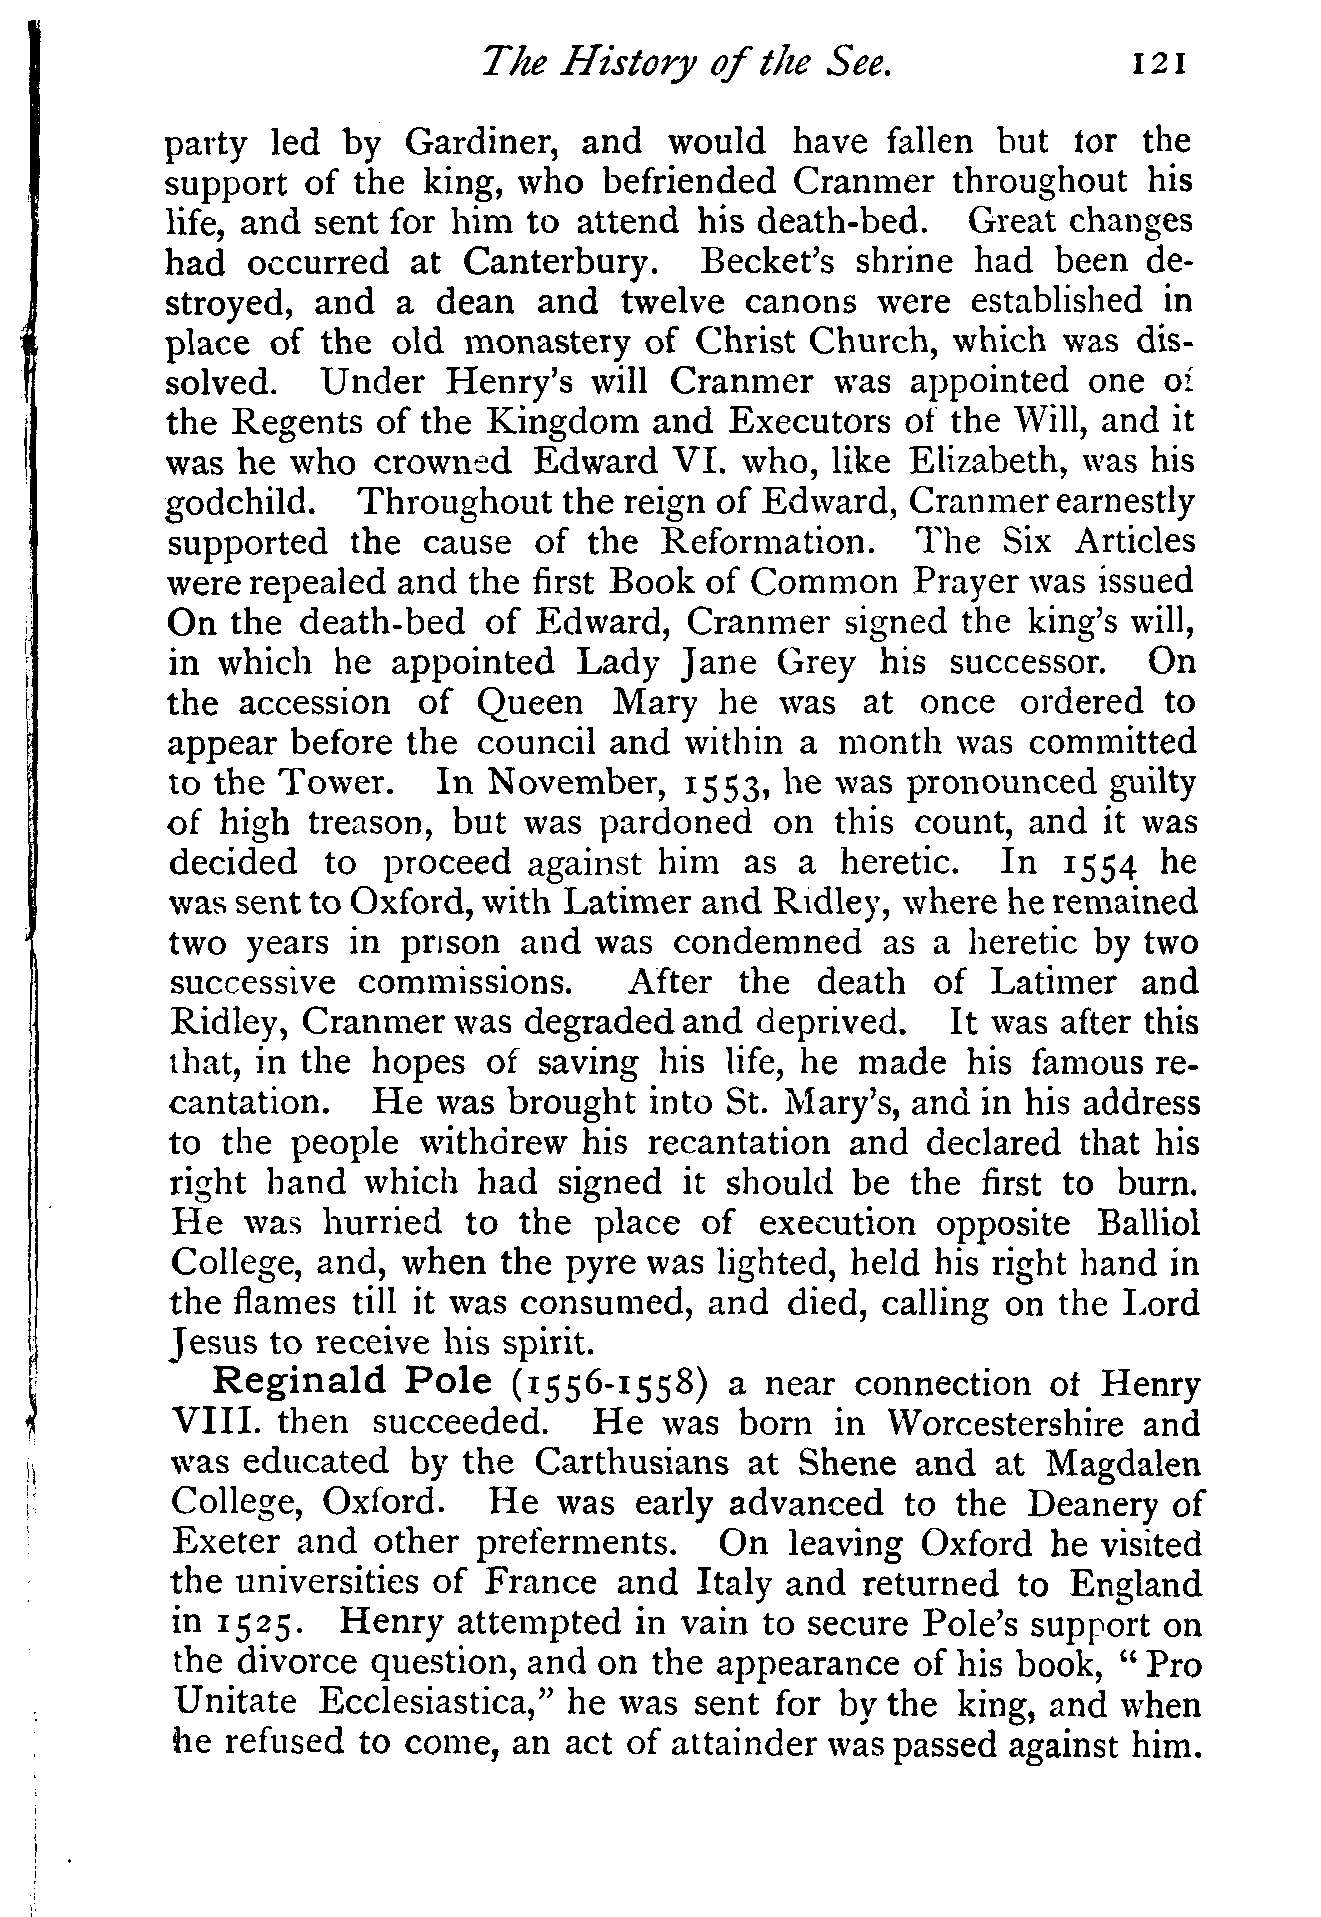 The History of the See. 121
party led by Gardiner, and would have fallen but for the
support of the king, who befriended Cranmer throughout his
life, and sent for him to attend his death-bed. Great changes
had occurred at Canterbury. Becket's shrine had been de-
stroyed, and a dean and twelve canons were established in
place of the old monastery of Christ Church, which was dis-
solved. Under Henry's will Cranmer was appointed one of
the Regents of the Kingdom and Executors of the Will, and it
was he who crowned Edward VI. who, like Elizabeth, was his
godchild. Throughout the reign of Edward, Cranmer earnestly
supported the cause of the Reformation. The Six Articles
were repealed and the first Book of Common Prayer was issued
On the death-bed of Edward, Cranmer signed the king's will,
in which he appointed Lady Jane Grey his successor. On
the accession of Queen Mary he was at once ordered to
appear before the council and within a month was committed
to the Tower. In November, 1553, he was pronounced guilty
of high treason, but was pardoned on this count, and it was
decided to proceed against him as a heretic. In 1554 he
was sent to Oxford, with Latimer and Ridley, where he remained
two years in prison and was condemned as a heretic by two
successive commissions. After the death of Latimer and
Ridley, Cranmer was degraded and deprived. It was after this
that, in the hopes of saving his life, he made his famous re-
cantation. He was brought into St. Mary's, and in his address
to the people withdrew his recantation and declared that his
right hand which had signed it should be the first to burn.
He was hurried to the place of execution opposite Balliol
College, and, when the pyre was lighted, held his right hand in
the flames till it was consumed, and died, calling on the Lord
Jesus to receive his spirit.
Reginald Pole (1556-1558) a near connection of Henry
VIII. then succeeded. He was born in Worcestershire and
was educated by the Carthusians at Shene and at Magdalen
College, Oxford. He was early advanced to the Deanery of
Exeter and other preferments. On leaving Oxford he visited
the universities of France and Italy and returned to England
in 1525. Henry attempted in vain to secure Pole's support on
the divorce question, and on the appearance of his book, "Pro
Unitate Ecclesiastica," he was sent for by the king, and when
he refused to come, an act of attainder was passed against him.